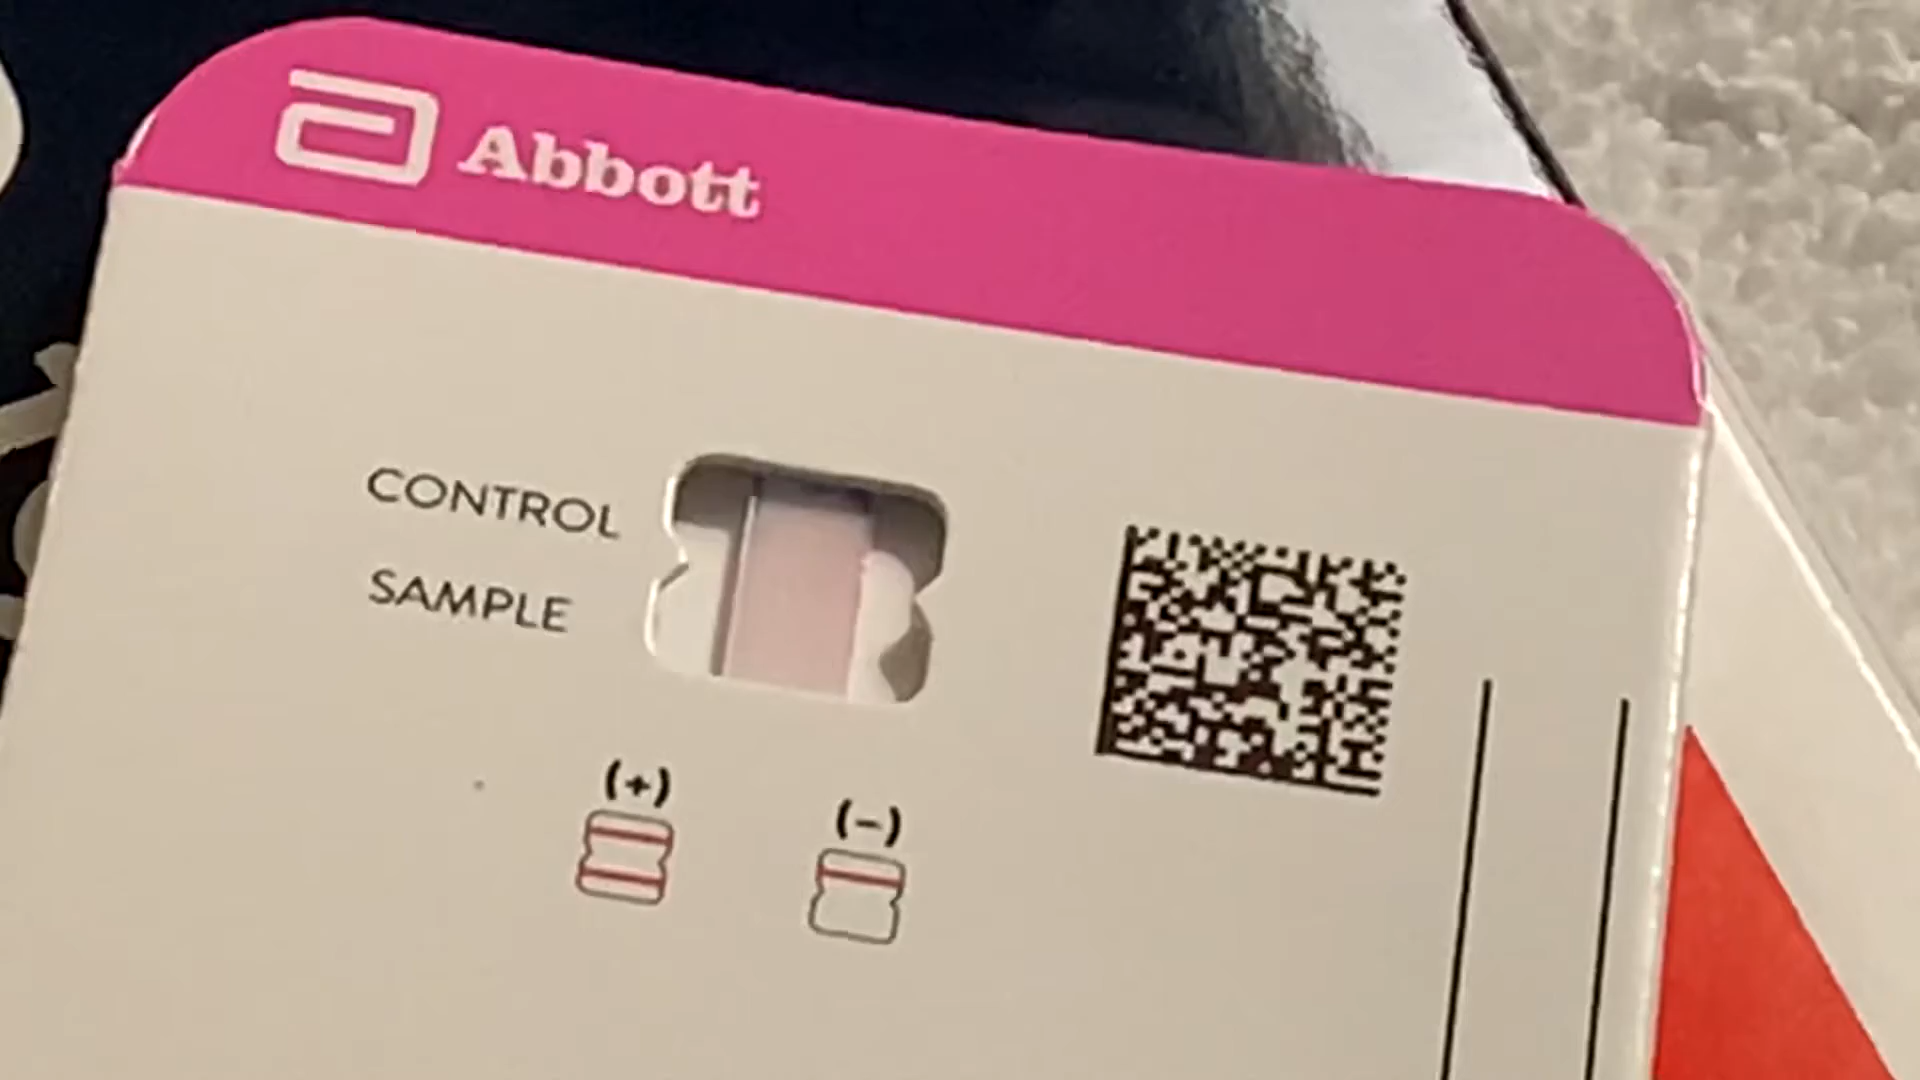 Abbott
CONTROL
SAMPLE
(+)
(-)